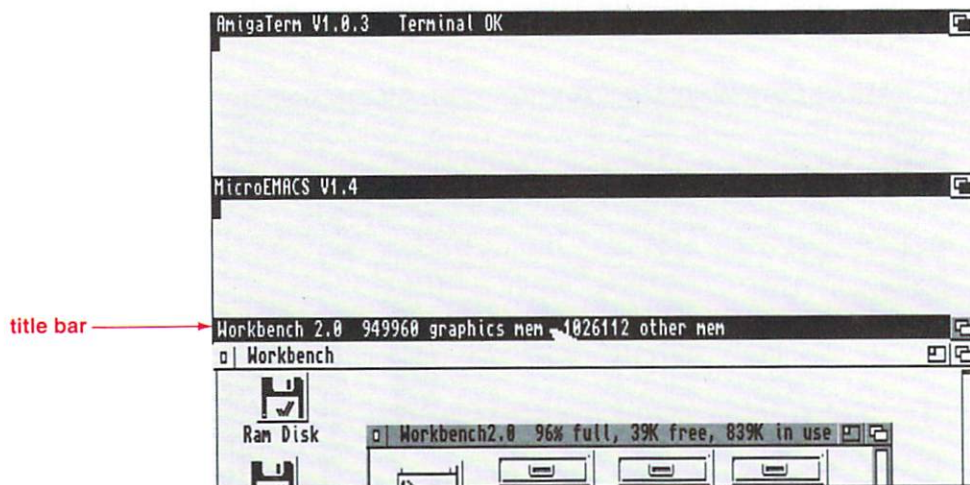 AmigaTerm V1.0.3 Terminal OK
MicroEMACS V1.4
title bar
Workbench 2.0 949960 graphics mem 1026112 other mem
Workbench
Ram Disk
Workbench2.0 96% full, 39K free, 839K in use